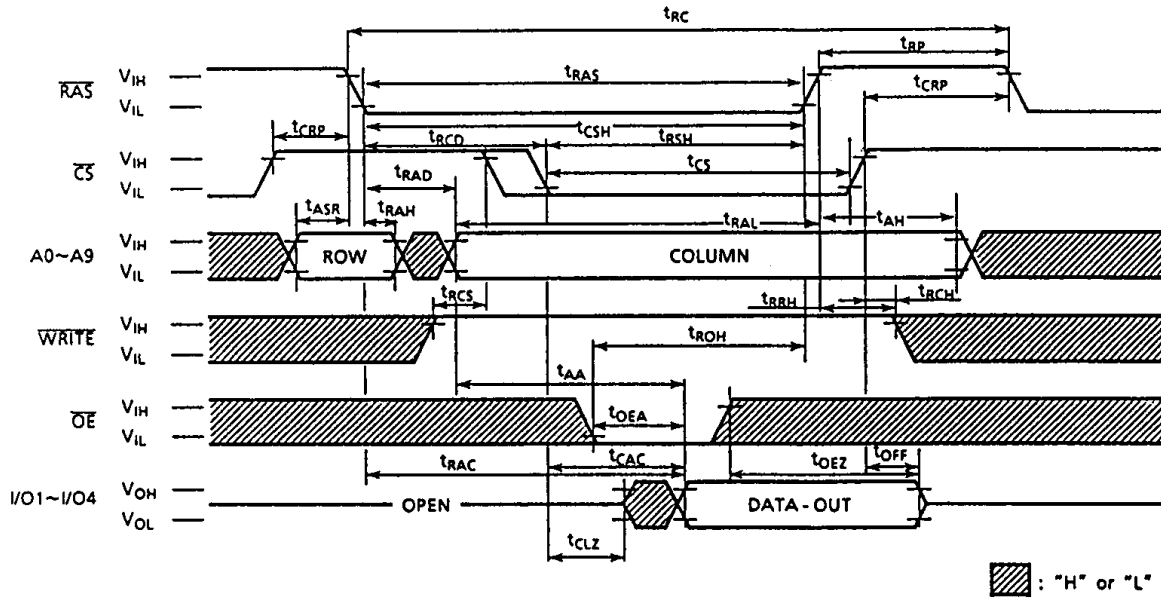 tRC
tRP
tRAS
tCRP
RAS
VIH
VIL
tCSH
tCRP
tRCD
tRSH
CS
VIH
VIL
tCS
tRAD
tASR
tRAH
tRAL
tAH
A0~A9
VIH
VIL
ROW
COLUMN
tRCS
tRRH
tRCH
WRITE
VIH
VIL
tROH
tAA
OE
VIH
VIL
tOEA
tRAC
tCAC
tOEZ
tOFF
I/O1~I/O4
VOH
VOL
OPEN
DATA-OUT
tCLZ
: "H" or "L"